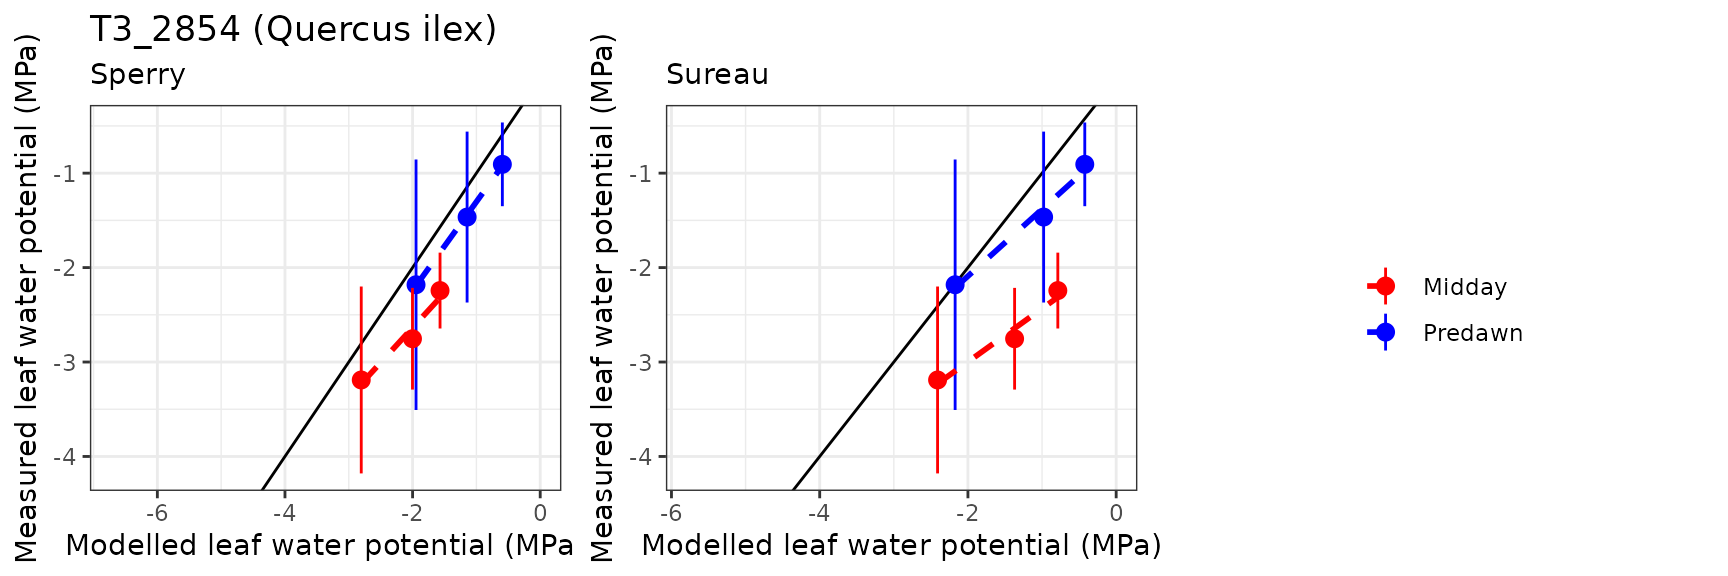 T3_2854 (Quercus ilex)
Sperry
Measured leaf water potential (MPa)
-1
-2
-3
-4
-6
-4
-2
0
Modelled leaf water potential (MPa
Sureau
Measured leaf water potential (MPa)
-1
-2
-3
-4
-6
-4
-2
0
Modelled leaf water potential (MPa)
Midday
Predawn